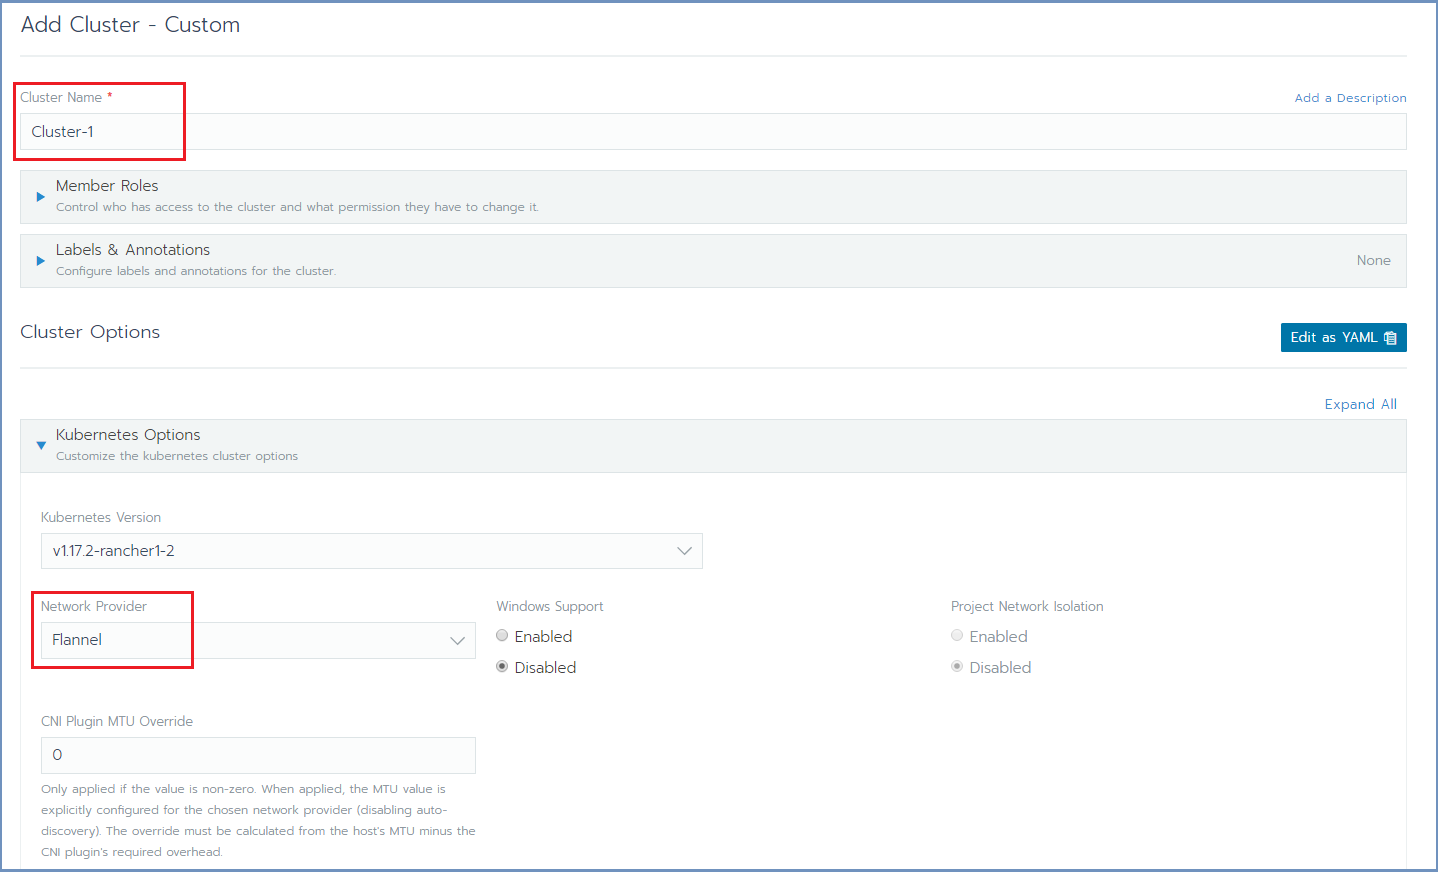 Add Cluster - Custom
Cluster Name *
Add a Description
Cluster-1
Member Roles
Control who has access to the cluster and what permission they have to change it.
Labels & Annotations
Configure labels and annotations for the cluster.
None
Cluster Options
Edit as YAML
Expand All
Kubernetes Options
Customize the kubernetes cluster options
Kubernetes Version
v1.17.2-rancher1-2
Network Provider
Flannel
Windows Support
Enabled
Disabled
Project Network Isolation
Enabled
Disabled
CNI Plugin MTU Override
0
Only applied if the value is non-zero. When applied, the MTU value is
explicitly configured for the chosen network provider (disabling auto-
discovery). The override must be calculated from the host's MTU minus the
CNI plugin's required overhead.